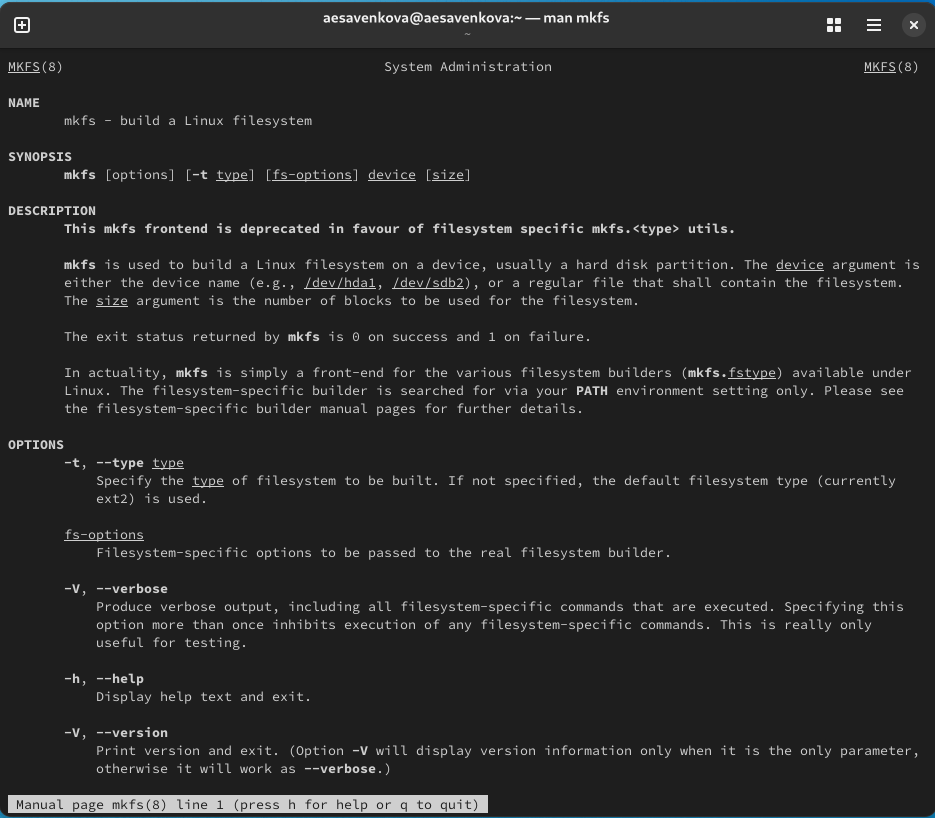 aesavenkova@aesavenkova:~ — man mkfs
~
MKFS(8) System Administration MKFS(8)
NAME
mkfs - build a Linux filesystem
SYNOPSIS
mkfs [options] [-t type] [fs-options] device [size]
DESCRIPTION
This mkfs frontend is deprecated in favour of filesystem specific mkfs.<type> utils.
mkfs is used to build a Linux filesystem on a device, usually a hard disk partition. The device argument is
either the device name (e.g., /dev/hda1, /dev/sdb2), or a regular file that shall contain the filesystem.
The size argument is the number of blocks to be used for the filesystem.
The exit status returned by mkfs is 0 on success and 1 on failure.
In actuality, mkfs is simply a front-end for the various filesystem builders (mkfs.fstype) available under
Linux. The filesystem-specific builder is searched for via your PATH environment setting only. Please see
the filesystem-specific builder manual pages for further details.
OPTIONS
-t, --type type
Specify the type of filesystem to be built. If not specified, the default filesystem type (currently
ext2) is used.
fs-options
Filesystem-specific options to be passed to the real filesystem builder.
-V, --verbose
Produce verbose output, including all filesystem-specific commands that are executed. Specifying this
option more than once inhibits execution of any filesystem-specific commands. This is really only
useful for testing.
-h, --help
Display help text and exit.
-V, --version
Print version and exit. (Option -V will display version information only when it is the only parameter,
otherwise it will work as --verbose.)
Manual page mkfs(8) line 1 (press h for help or q to quit)